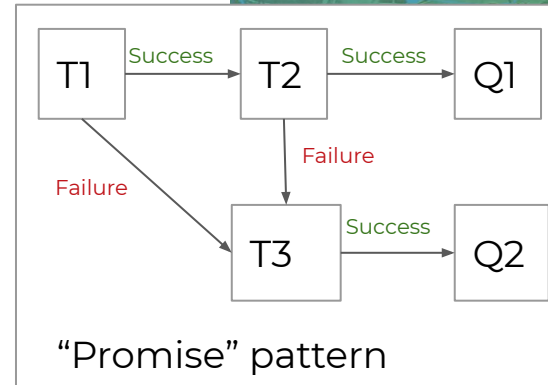 Success
Success
T1
T2
Q1
Failure
Failure
Success
T3
Q2
“Promise” pattern